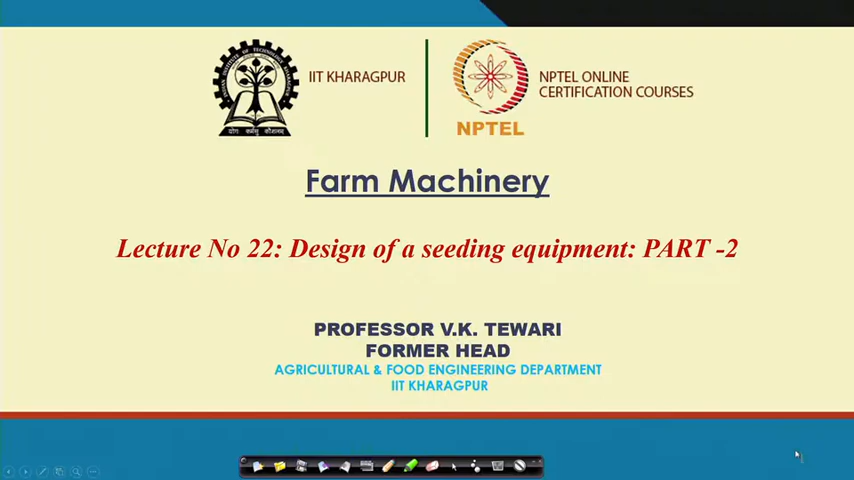 IIT KHARAGPUR
NPTEL ONLINE
CERTIFICATION COURSES
NPTEL
Farm Machinery
Lecture No 22: Design of a seeding equipment: PART -2
PROFESSOR V.K. TEWARI
FORMER HEAD
AGRICULTURAL & FOOD ENGINEERING DEPARTMENT
IIT KHARAGPUR